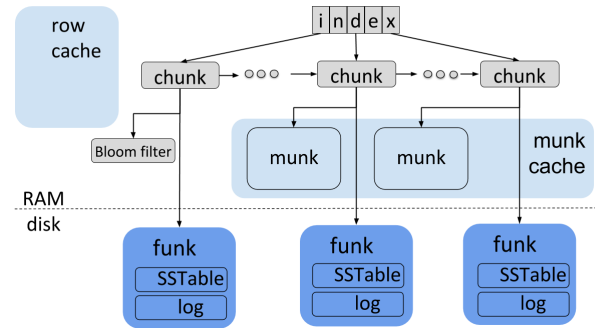 index
row
cache
chunk
chunk
chunk
Bloom filter
munk
munk
munk
cache
RAM
disk
funk
SSTable
log
funk
SSTable
log
funk
SSTable
log